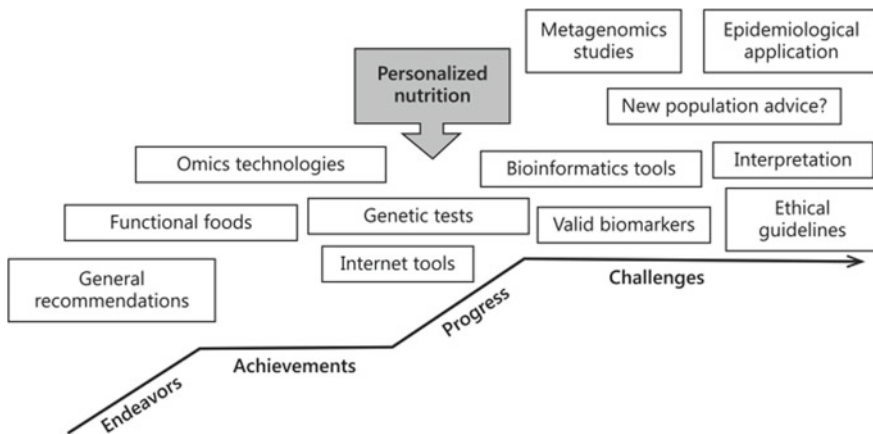 Metagenomics
studies
Epidemiological
application
Personalized
nutrition
New population advice?
Omics technologies
Bioinformatics tools
Interpretation
Functional foods
Genetic tests
Valid biomarkers
Ethical
guidelines
General
recommendations
Internet tools
Challenges
Progress
Achievements
Endeavors